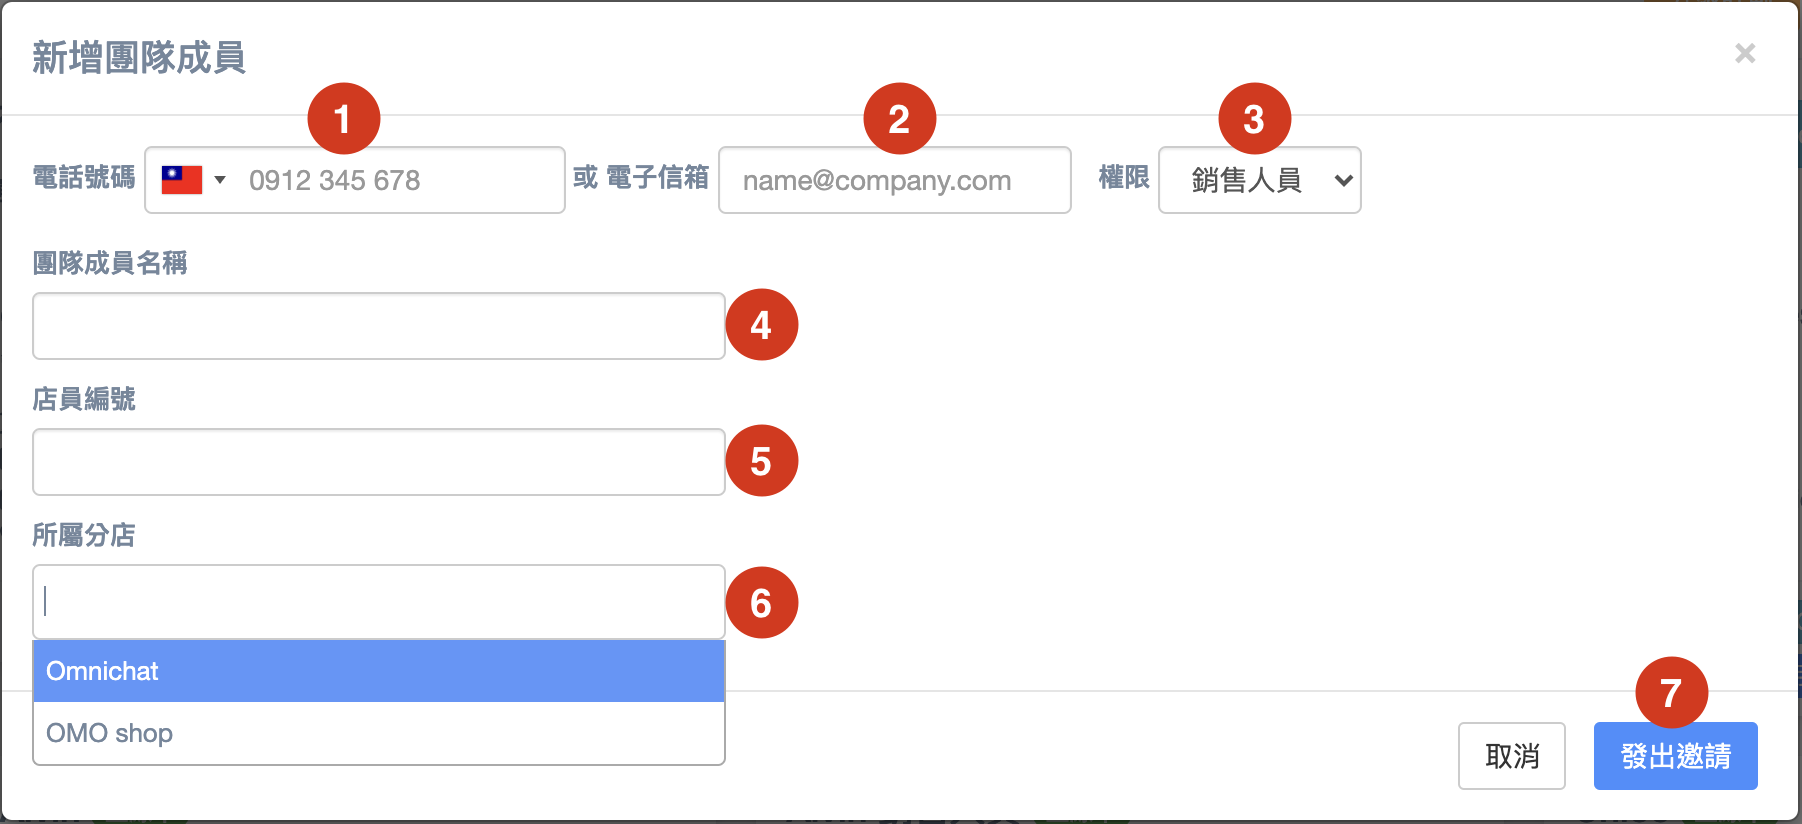 新增團隊成員
×
1 2 3
電話號碼 0912 345 678 或 電子信箱 name@company.com 權限 銷售人員
團隊成員名稱
4
店員編號
5
所屬分店
6
Omnichat
OMO shop
7
取消 發出邀請